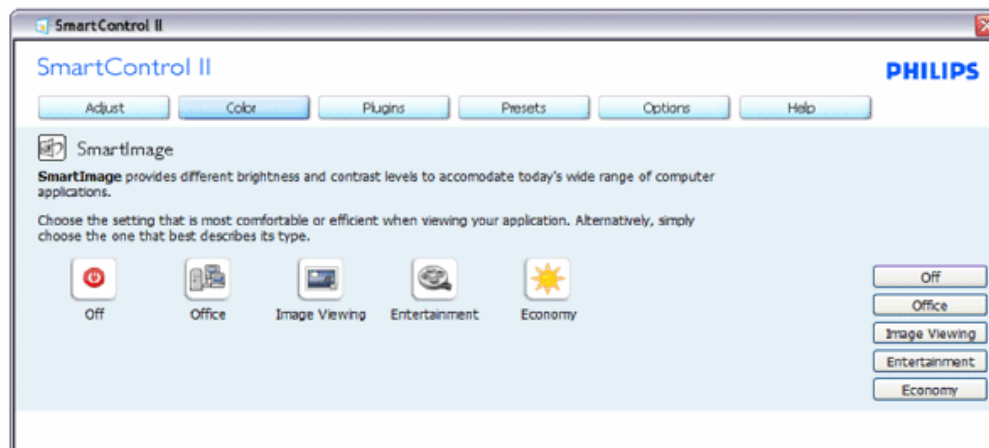 SmartControl II
SmartControl II
PHILIPS
Adjust Color Plugins Presets Options Help
SmartImage
SmartImage provides different brightness and contrast levels to accomodate today's wide range of computer
applications.
Choose the setting that is most comfortable or efficient when viewing your application. Alternatively, simply
choose the one that best describes its type.
Off Office Image Viewing Entertainment Economy
Off
Office
Image Viewing
Entertainment
Economy